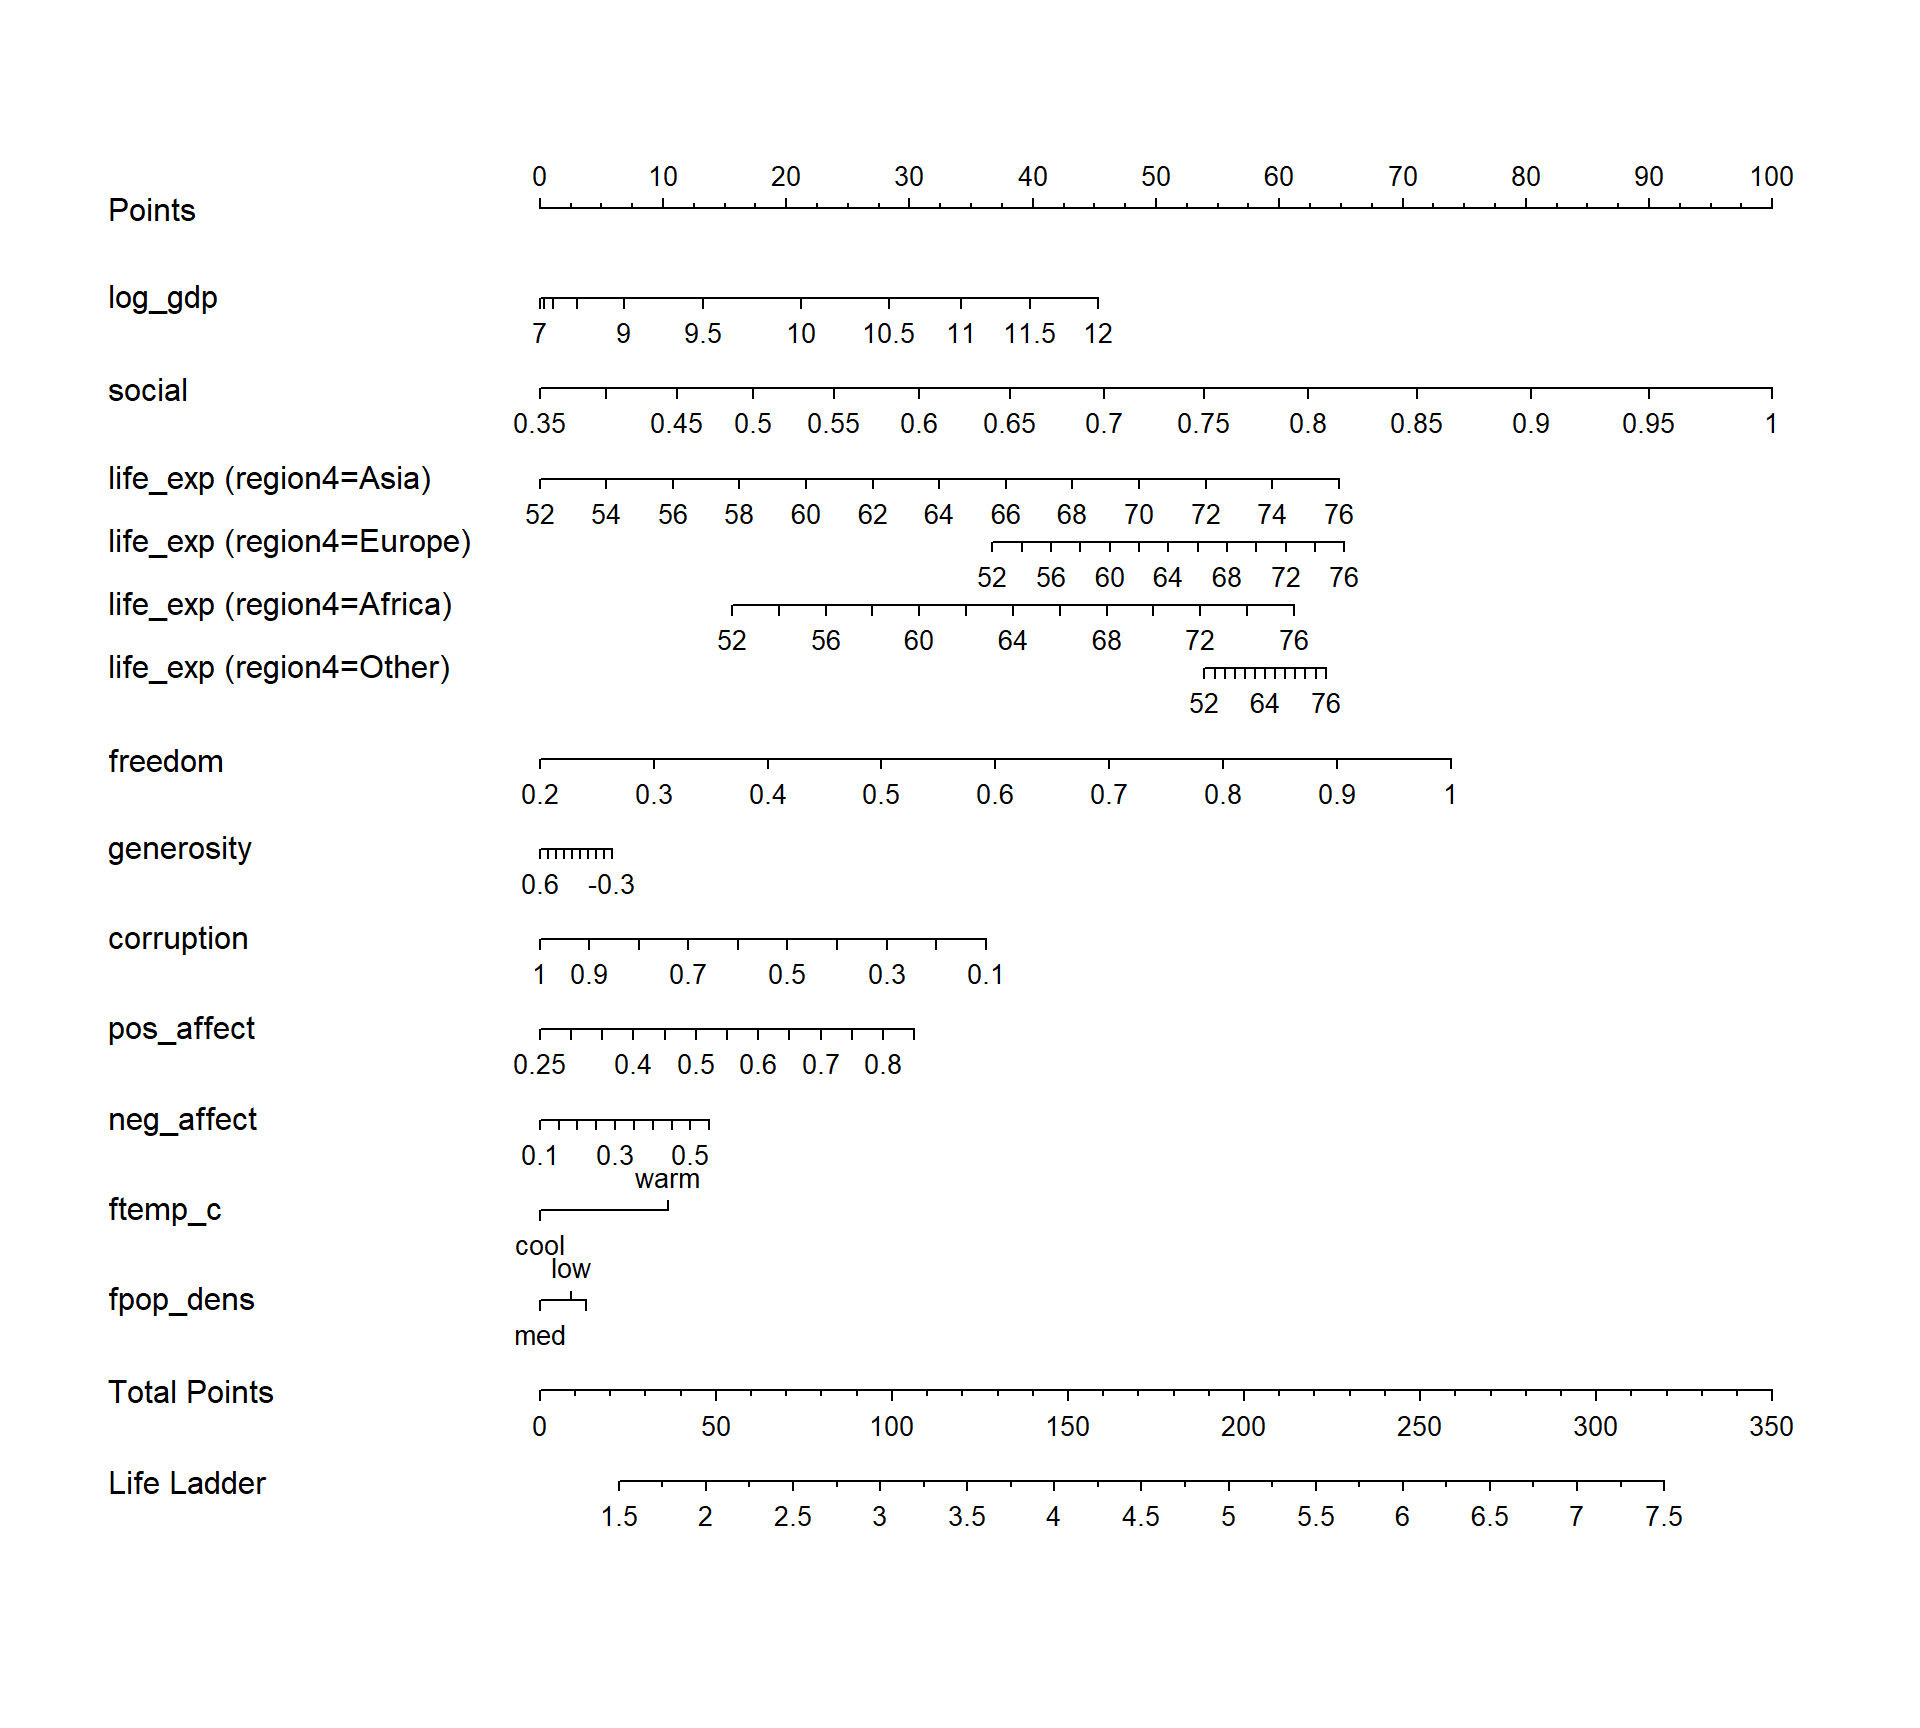 0 10 20 30 40 50 60 70 80 90 100
Points
log_gdp
7 9 9.5 10 10.5 11 11.5 12
social
0.35 0.45 0.5 0.55 0.6 0.65 0.7 0.75 0.8 0.85 0.9 0.95 1
life_exp (region4=Asia)
52 54 56 58 60 62 64 66 68 70 72 74 76
life_exp (region4=Europe)
52 56 60 64 68 72 76
life_exp (region4=Africa)
52 56 60 64 68 72 76
life_exp (region4=Other)
52 64 76
freedom
0.2 0.3 0.4 0.5 0.6 0.7 0.8 0.9 1
generosity
0.6 -0.3
corruption
1 0.9 0.7 0.5 0.3 0.1
pos_affect
0.25 0.4 0.5 0.6 0.7 0.8
neg_affect
0.1 0.3 0.5
warm
ftemp_c
cool
low
fpop_dens
med
Total Points
0 50 100 150 200 250 300 350
Life Ladder
1.5 2 2.5 3 3.5 4 4.5 5 5.5 6 6.5 7 7.5